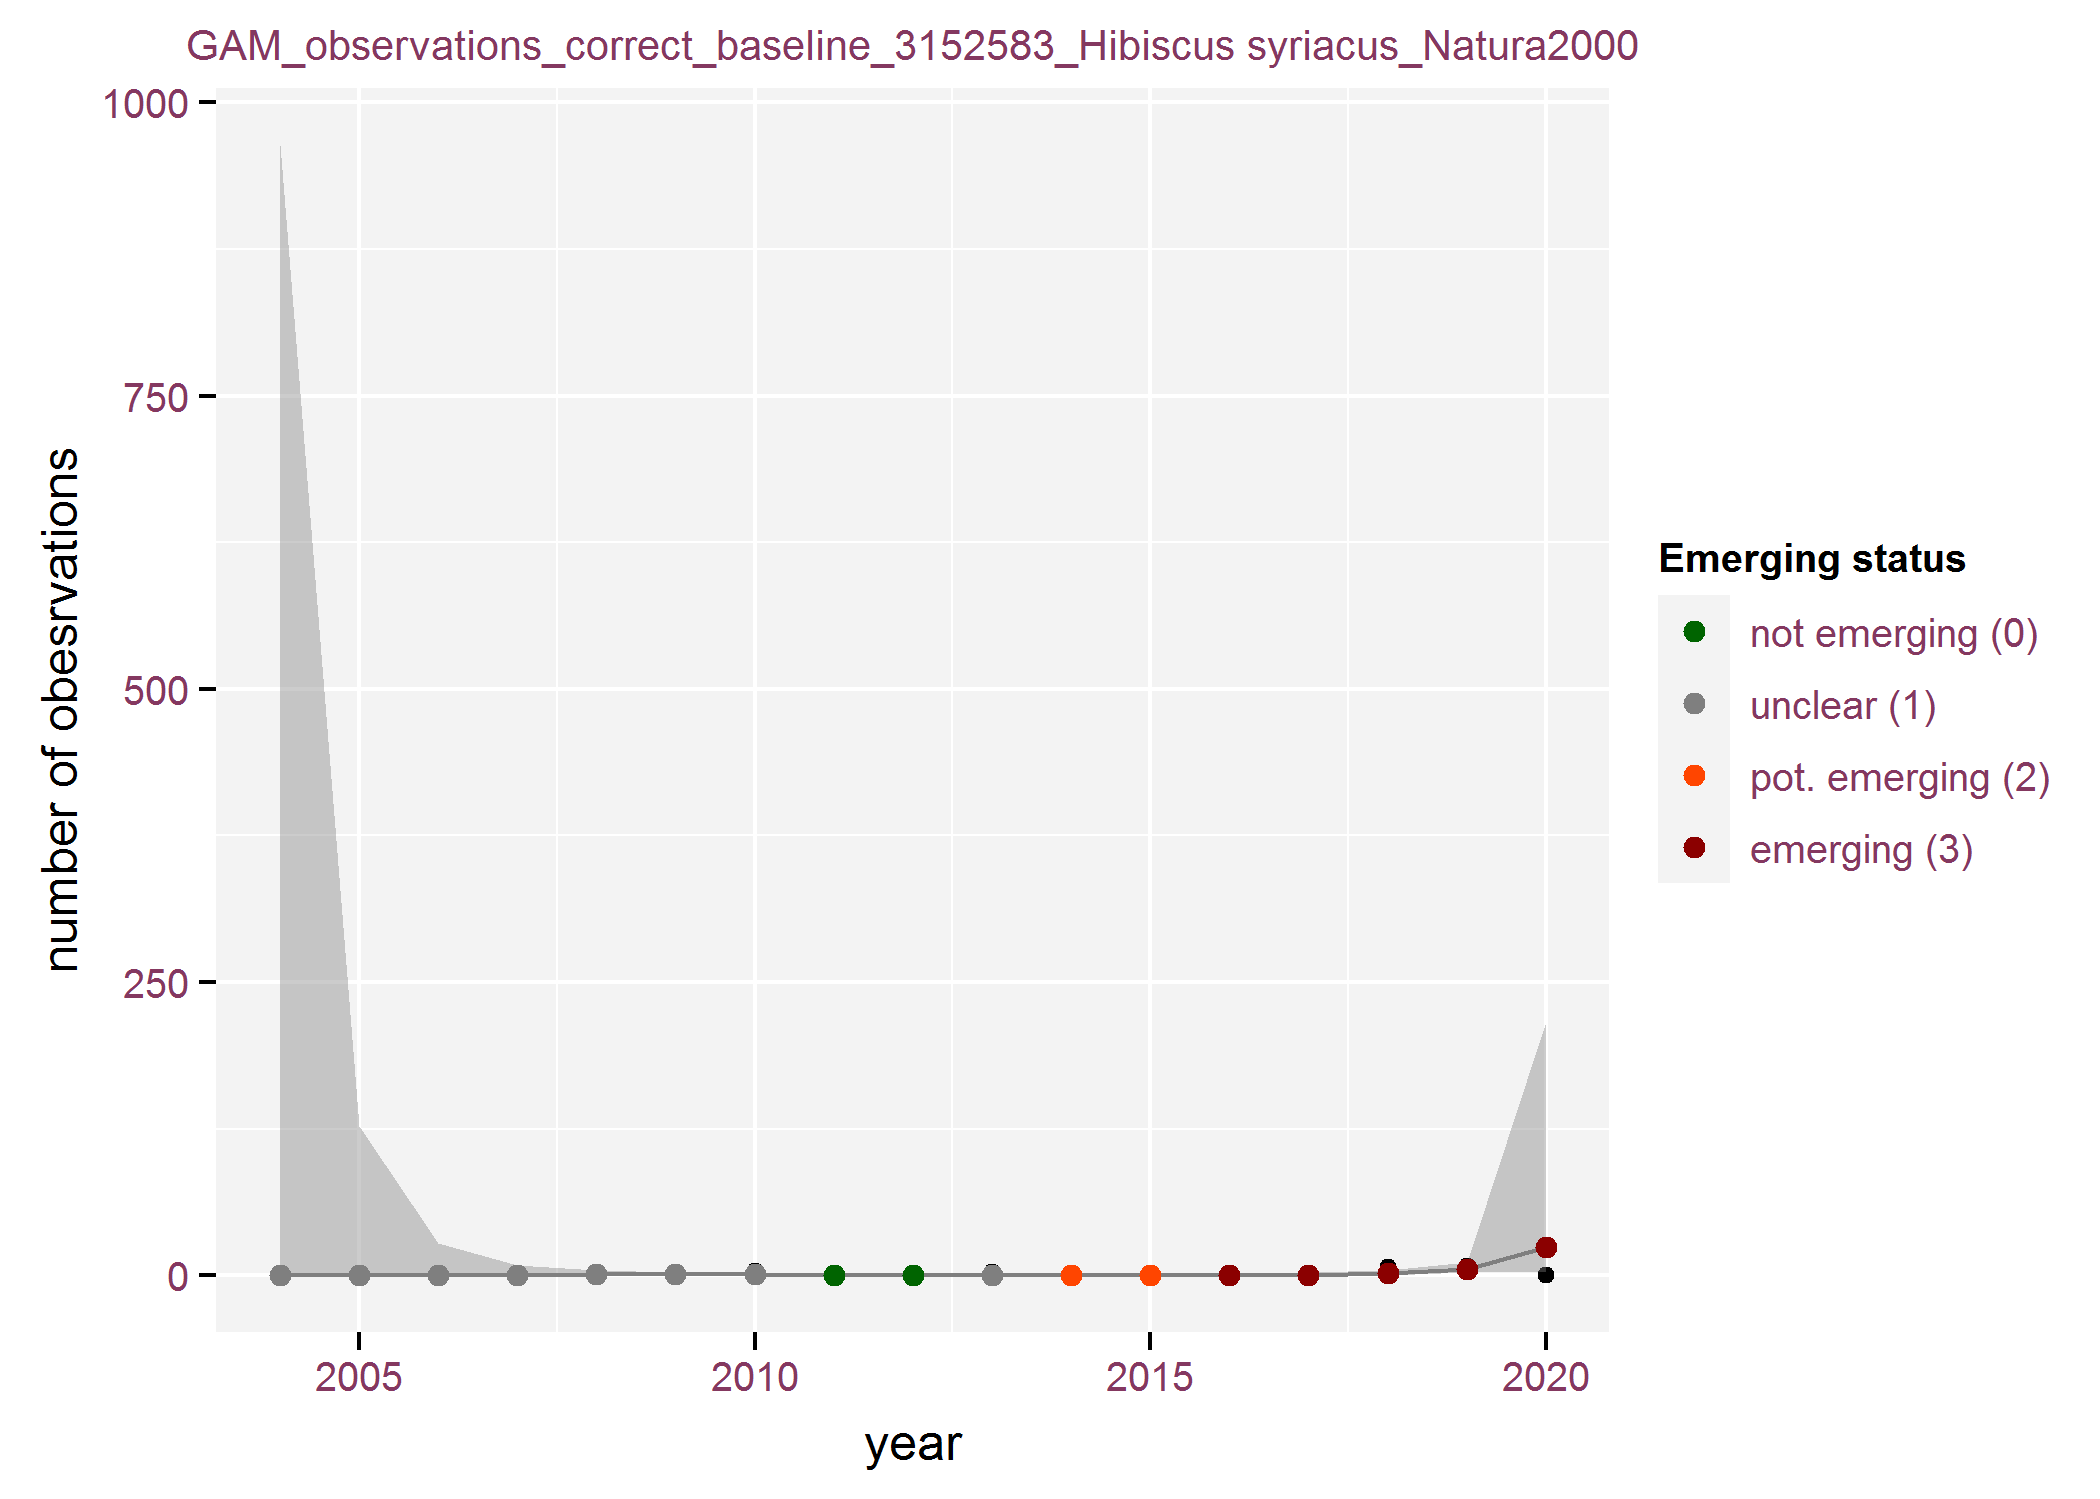 GAM_observations_correct_baseline_3152583_Hibiscus syriacus_Natura2000
1000
750
500
250
0
number of obesrvations
2005
2010
2015
2020
year
Emerging status
not emerging (0)
unclear (1)
pot. emerging (2)
emerging (3)